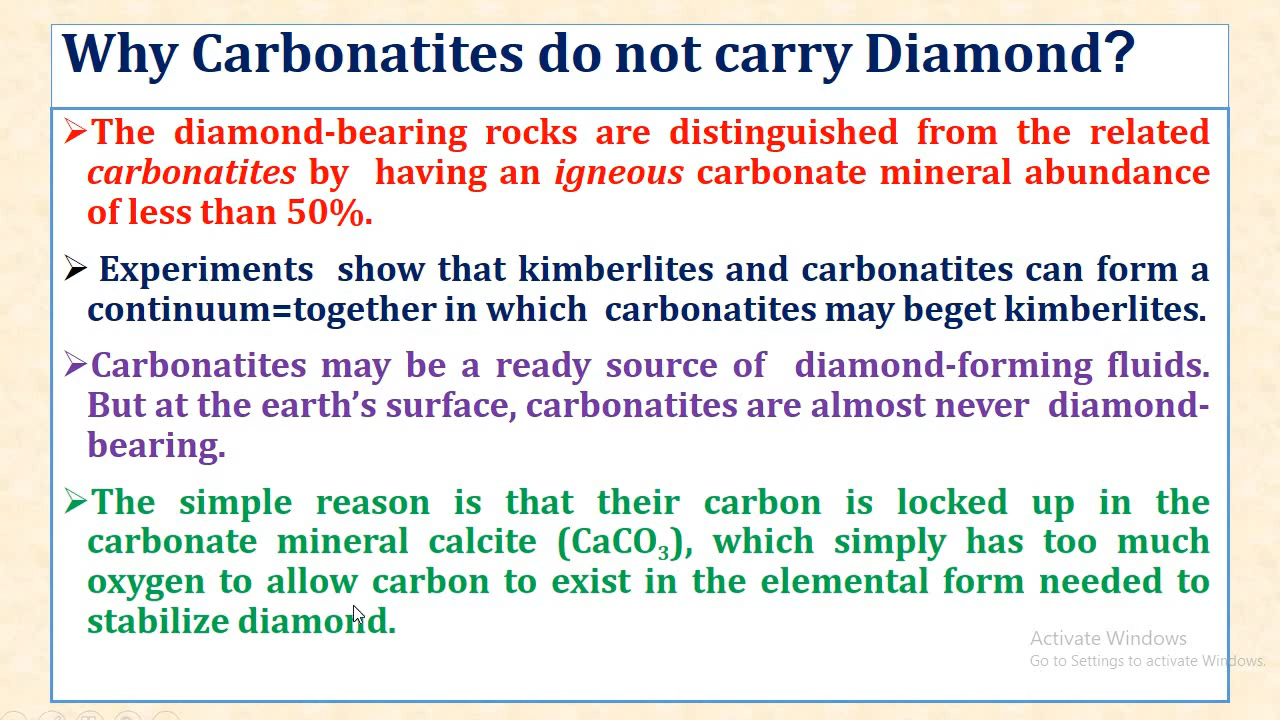 Why Carbonatites do not carry Diamond?
➢The diamond-bearing rocks are distinguished from the related
carbonatites by having an igneous carbonate mineral abundance
of less than 50%.
➢ Experiments show that kimberlites and carbonatites can form a
continuum=together in which carbonatites may beget kimberlites.
➢Carbonatites may be a ready source of diamond-forming fluids.
But at the earth’s surface, carbonatites are almost never diamond-
bearing.
➢The simple reason is that their carbon is locked up in the
carbonate mineral calcite (CaCO₃), which simply has too much
oxygen to allow carbon to exist in the elemental form needed to
stabilize diamond.
Activate Windows
Go to Settings to activate Windows.